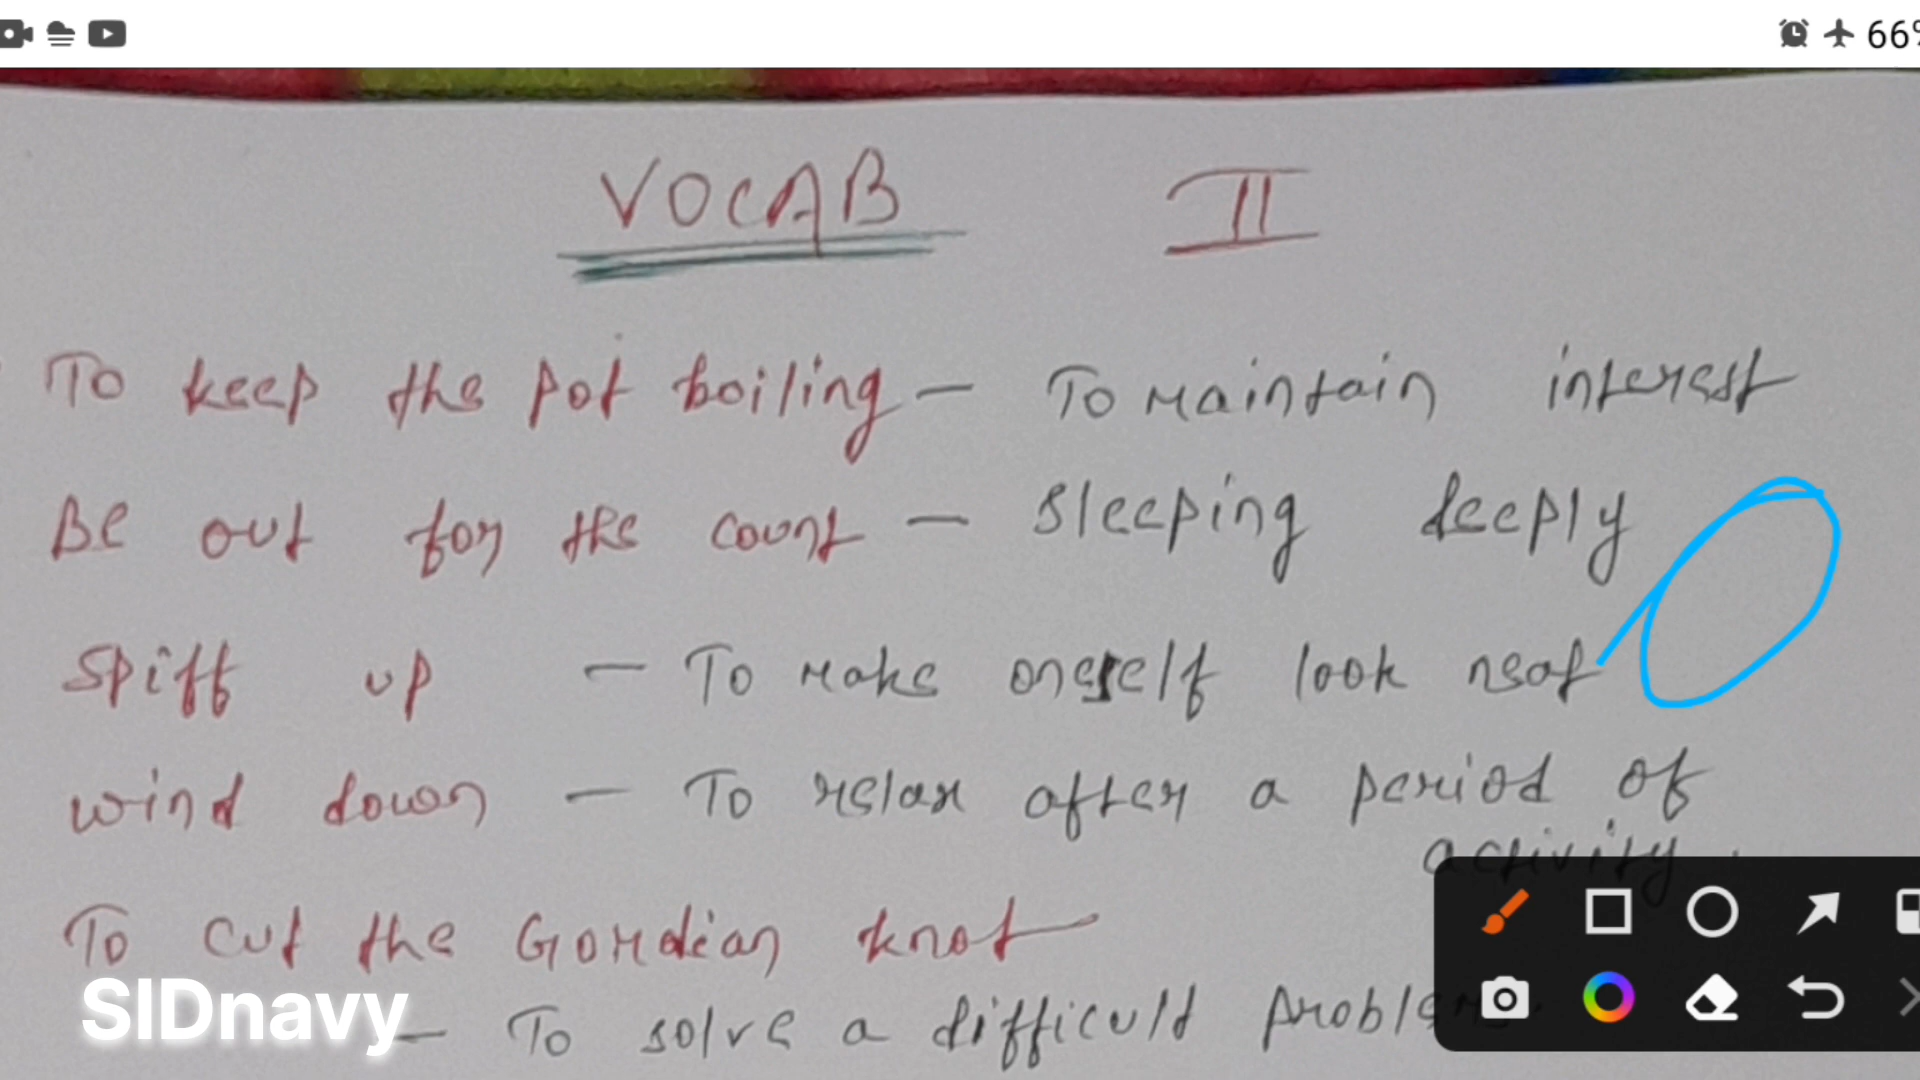 66%
VOCAB II
To keep the pot boiling — To maintain interest
Be out for the count — Sleeping deeply
Spiff up — To make oneself look neat
wind down — To relax after a period of
activity.
To cut the Gordian knot
SIDnavy
— To solve a difficult problem.